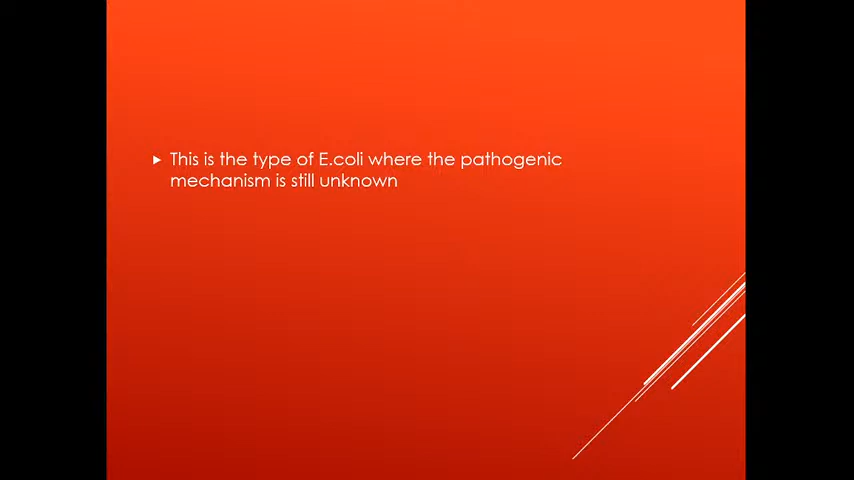 This is the type of E.coli where the pathogenic
mechanism is still unknown